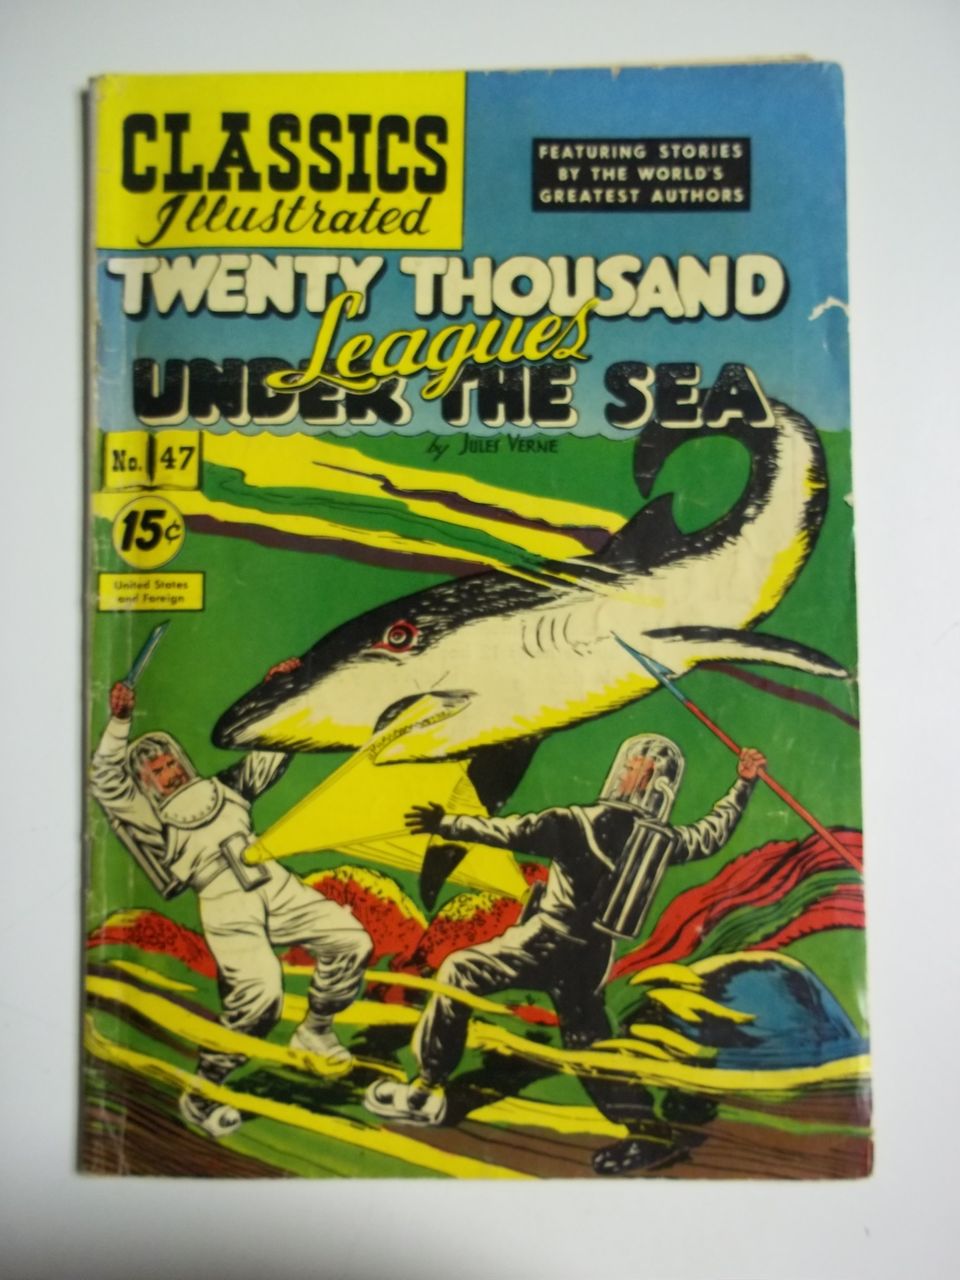 CLASSICS
Illustrated
FEATURING STORIES
BY THE WORLD'S
GREATEST AUTHORS
TWENTY THOUSAND
Leagues
UNDER THE SEA
by JULES VERNE
No. 47
15¢
United States
and Foreign